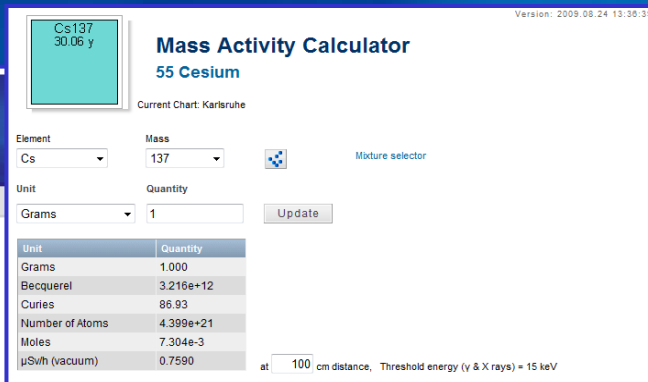 Version: 2009.08.24 13:36:3
Cs137
30.06 y
Mass Activity Calculator
55 Cesium
Current Chart: Karlsruhe
Element Mass
Cs 137 Mixture selector
Unit Quantity
Grams 1 Update
Unit Quantity
Grams 1.000
Becquerel 3.216e+12
Curies 86.93
Number of Atoms 4.399e+21
Moles 7.304e-3
µSv/h (vacuum) 0.7590 at 100 cm distance, Threshold energy (γ & X rays) = 15 keV